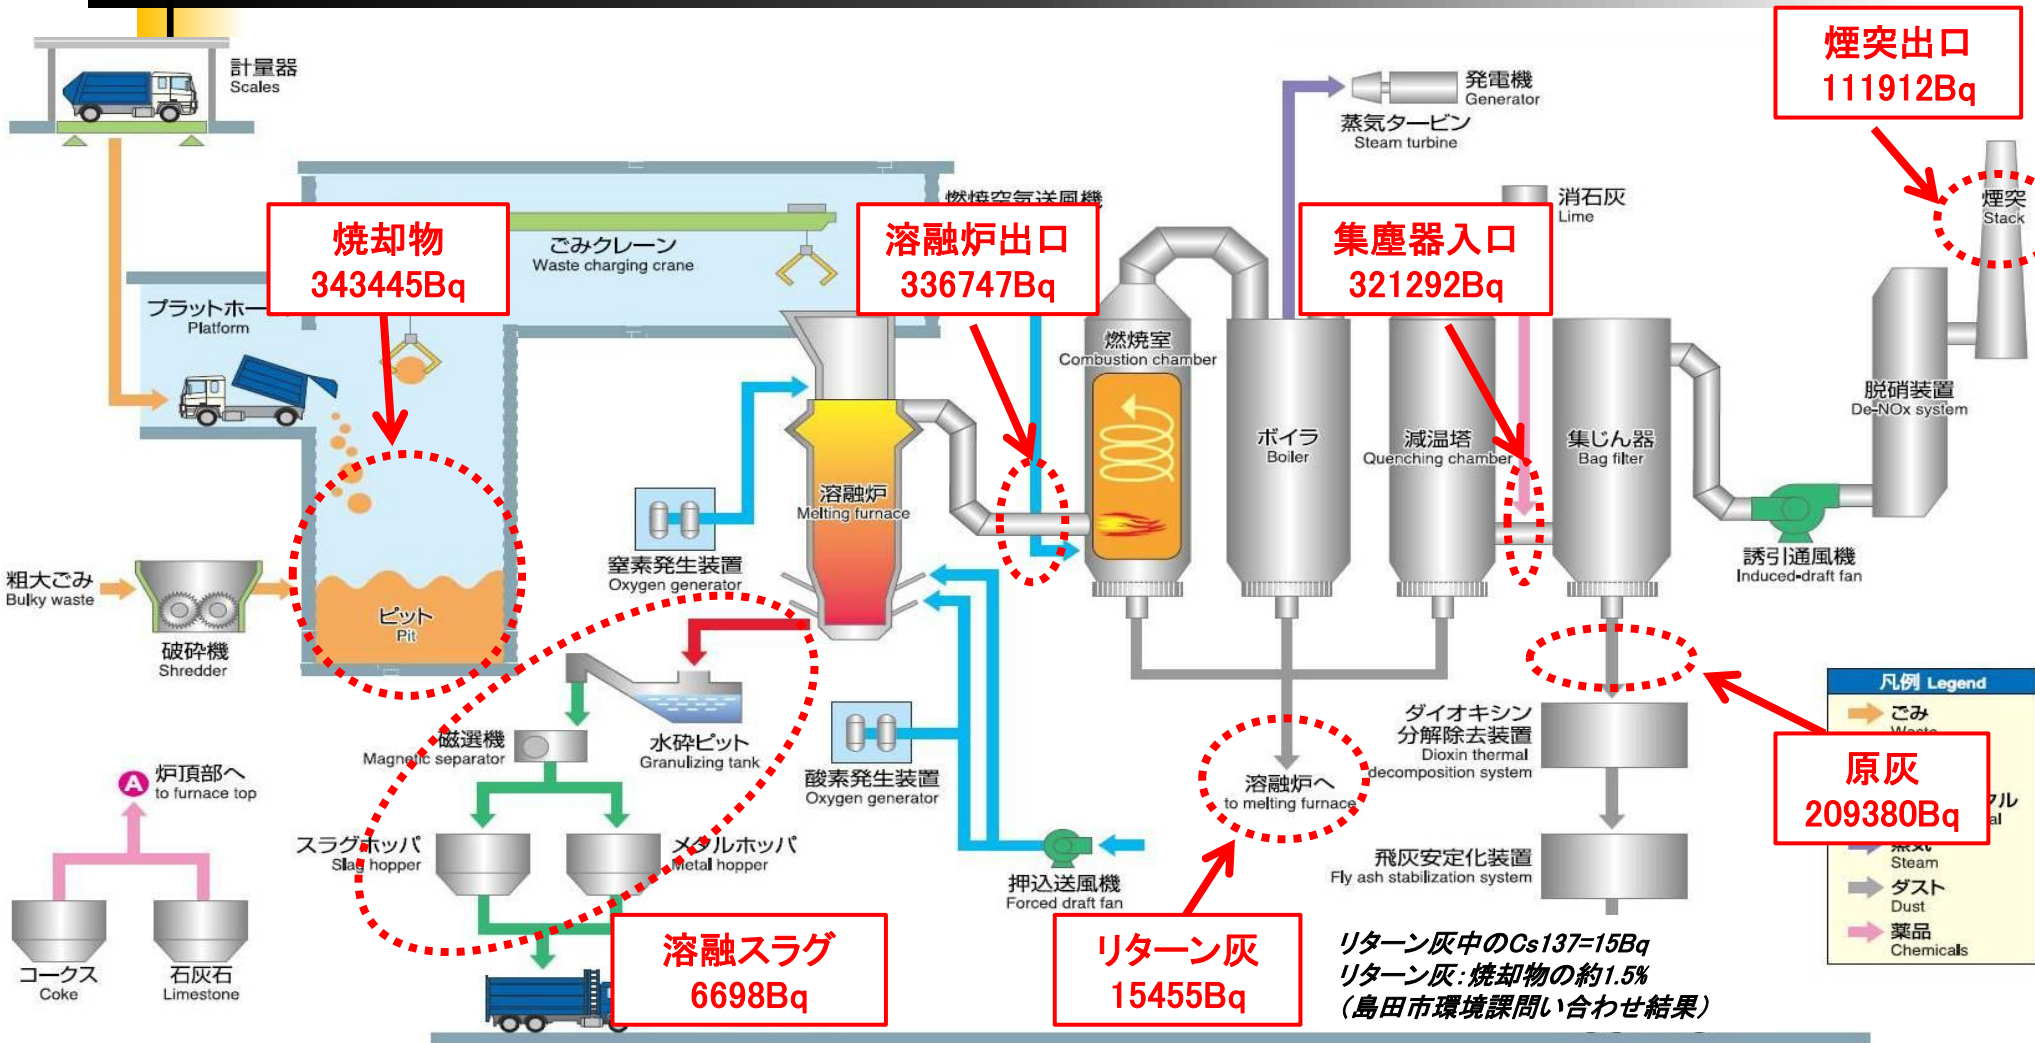 計量器
Scales
発電機
Generator
蒸気タービン
Steam turbine
煙突出口
111912Bq
煙突
Stack
燃焼空気送風機
消石灰
Lime
焼却物
343445Bq
ごみクレーン
Waste charging crane
溶融炉出口
336747Bq
集塵器入口
321292Bq
プラットホー
Platform
燃焼室
Combustion chamber
ボイラ
Boiler
減温塔
Quenching chamber
集じん器
Bag filter
脱硝装置
De-NOx system
溶融炉
Melting furnace
窒素発生装置
Oxygen generator
誘引通風機
Induced-draft fan
粗大ごみ
Bulky waste
破砕機
Shredder
ピット
Pit
磁選機
Magnetic separator
水砕ピット
Granulizing tank
酸素発生装置
Oxygen generator
溶融炉へ
to melting furnace
ダイオキシン
分解除去装置
Dioxin thermal
decomposition system
凡例 Legend
ごみ
Waste
原灰
209380Bq
クル
al
蒸気
Steam
ダスト
Dust
薬品
Chemicals
A
炉頂部へ
to furnace top
スラグホッパ
Slag hopper
メタルホッパ
Metal hopper
押込送風機
Forced draft fan
飛灰安定化装置
Fly ash stabilization system
コークス
Coke
石灰石
Limestone
溶融スラグ
6698Bq
リターン灰
15455Bq
リターン灰中のCs137=15Bq
リターン灰：焼却物の約1.5%
（島田市環境課問い合わせ結果）